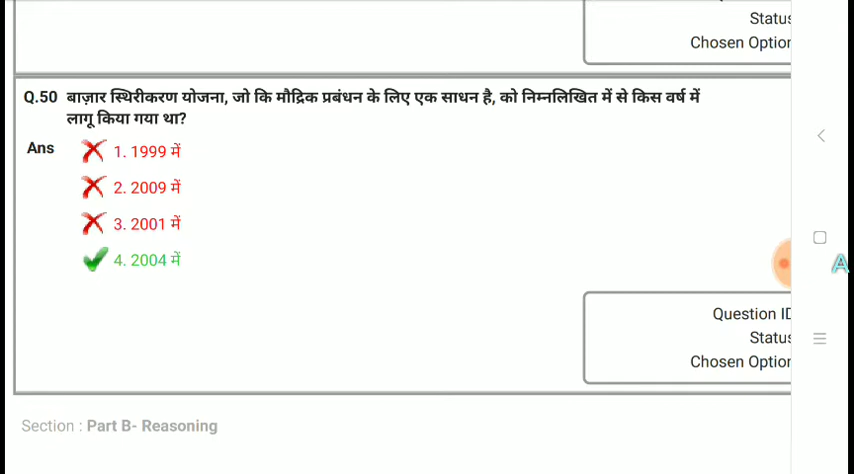 Status
Chosen Option
Q.50 बाज़ार स्थिरीकरण योजना, जो कि मौद्रिक प्रबंधन के लिए एक साधन है, को निम्नलिखित में से किस वर्ष में
लागू किया गया था?
Ans
1. 1999 में
2. 2009 में
3. 2001 में
4. 2004 में
Question ID
Status
Chosen Option
Section : Part B- Reasoning
A